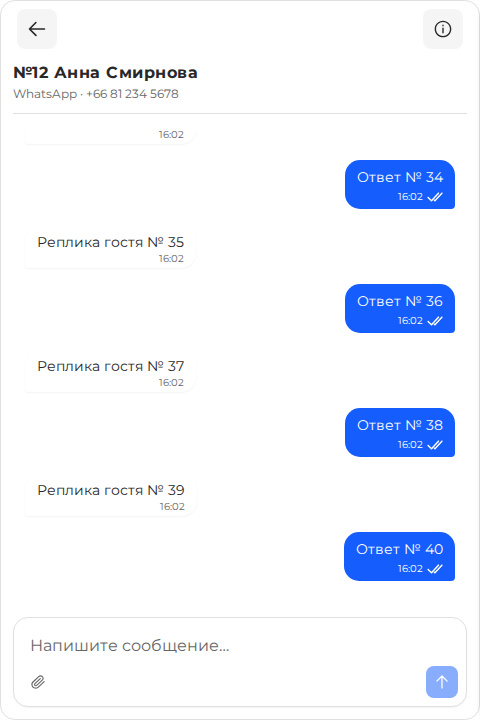 №12 Анна Смирнова
WhatsApp · +66 81 234 5678
16:02
Ответ № 34
16:02
Реплика гостя № 35
16:02
Ответ № 36
16:02
Реплика гостя № 37
16:02
Ответ № 38
16:02
Реплика гостя № 39
16:02
Ответ № 40
16:02
Напишите сообщение...